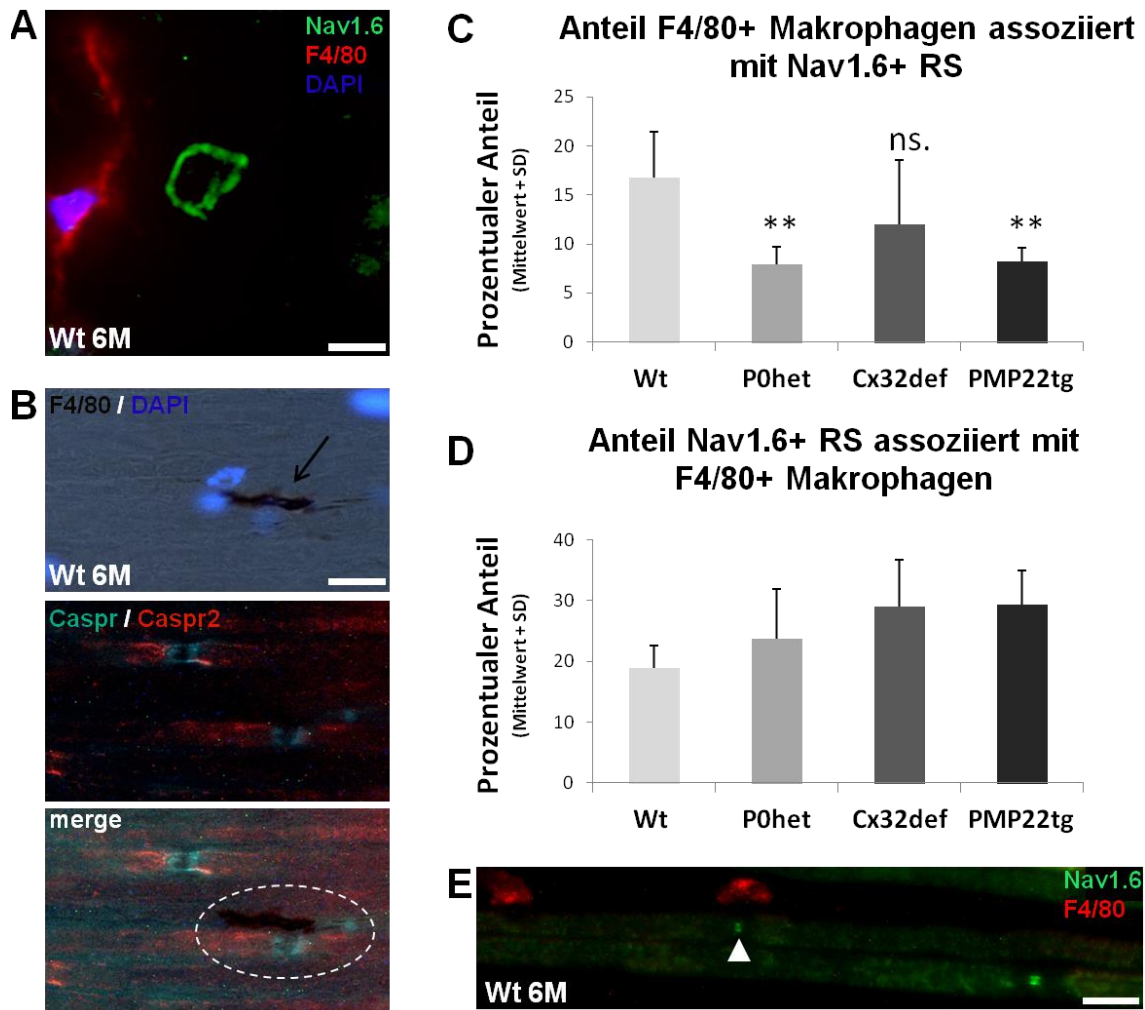 A
Nav1.6
F4/80
DAPI
Wt 6M
B
F4/80 / DAPI
Wt 6M
Caspr / Caspr2
merge
C
Anteil F4/80+ Makrophagen assoziiert
mit Nav1.6+ RS
Prozentualer Anteil
(Mittelwert + SD)
25
20
15
10
5
0
**
ns.
**
Wt P0het Cx32def PMP22tg
D
Anteil Nav1.6+ RS assoziiert mit
F4/80+ Makrophagen
Prozentualer Anteil
(Mittelwert + SD)
40
30
20
10
0
Wt P0het Cx32def PMP22tg
E
Nav1.6
F4/80
Wt 6M